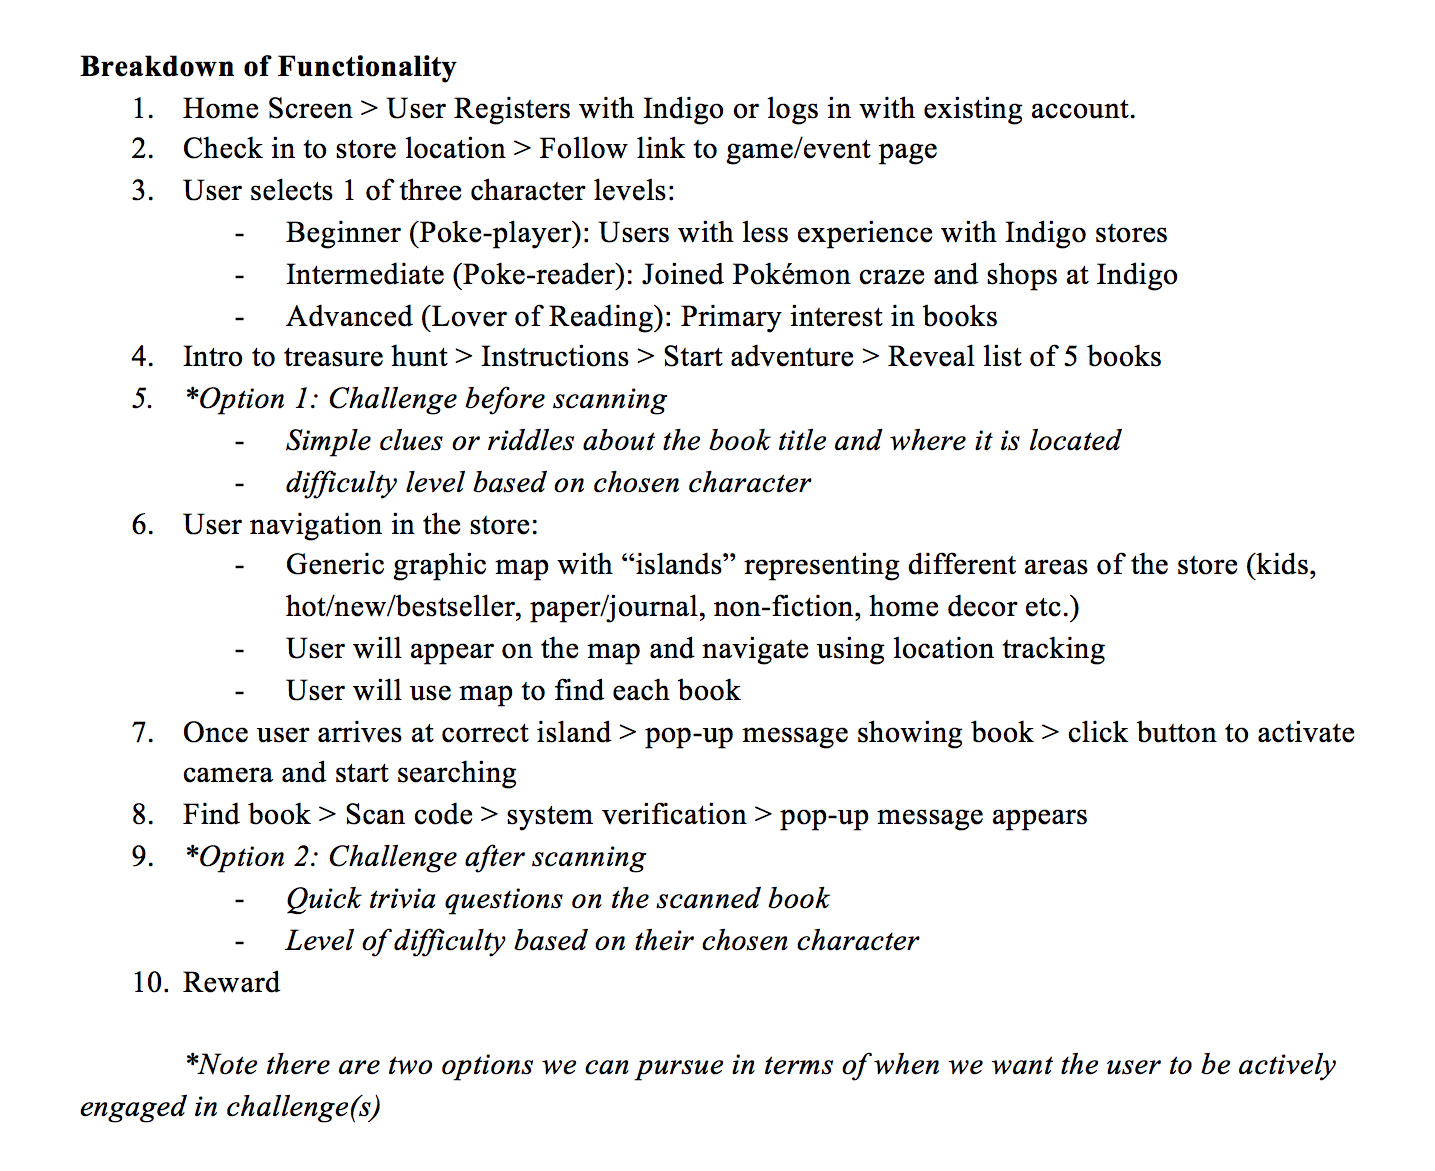 Breakdown of Functionality
1. Home Screen > User Registers with Indigo or logs in with existing account.
2. Check in to store location > Follow link to game/event page
3. User selects 1 of three character levels:
- Beginner (Poke-player): Users with less experience with Indigo stores
- Intermediate (Poke-reader): Joined Pokémon craze and shops at Indigo
- Advanced (Lover of Reading): Primary interest in books
4. Intro to treasure hunt > Instructions > Start adventure > Reveal list of 5 books
5. *Option 1: Challenge before scanning
- Simple clues or riddles about the book title and where it is located
- difficulty level based on chosen character
6. User navigation in the store:
- Generic graphic map with “islands” representing different areas of the store (kids,
hot/new/bestseller, paper/journal, non-fiction, home decor etc.)
- User will appear on the map and navigate using location tracking
- User will use map to find each book
7. Once user arrives at correct island > pop-up message showing book > click button to activate
camera and start searching
8. Find book > Scan code > system verification > pop-up message appears
9. *Option 2: Challenge after scanning
- Quick trivia questions on the scanned book
- Level of difficulty based on their chosen character
10. Reward
*Note there are two options we can pursue in terms of when we want the user to be actively
engaged in challenge(s)